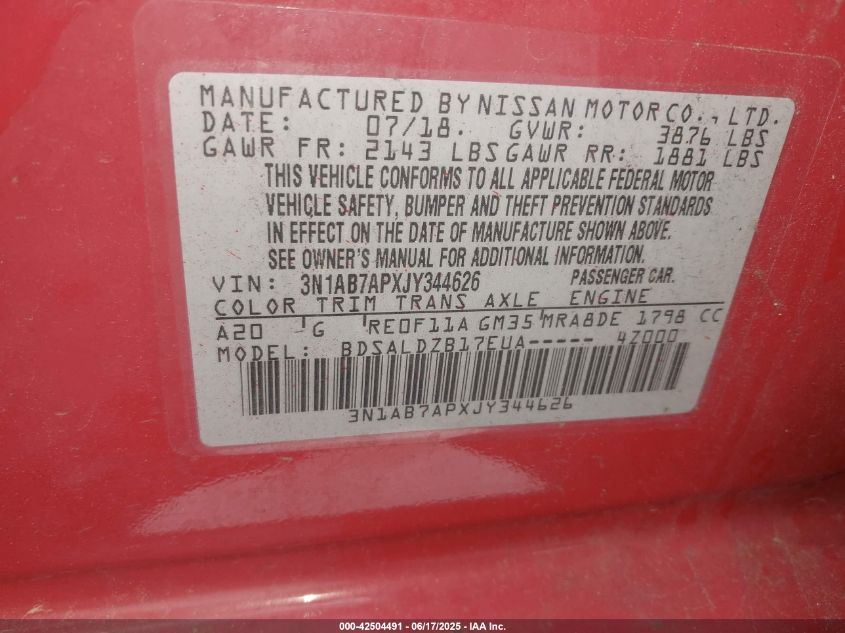 MANUFACTURED BY NISSAN MOTOR CO., LTD.
DATE: 07/18. GVWR: 3876 LBS
GAWR FR: 2143 LBS GAWR RR: 1881 LBS
THIS VEHICLE CONFORMS TO ALL APPLICABLE FEDERAL MOTOR
VEHICLE SAFETY, BUMPER AND THEFT PREVENTION STANDARDS
IN EFFECT ON THE DATE OF MANUFACTURE SHOWN ABOVE.
SEE OWNER'S MANUAL FOR ADDITIONAL INFORMATION.
VIN: 3N1AB7APXJY344626 PASSENGER CAR.
COLOR TRIM TRANS AXLE ENGINE
A20 G RE0F11A GM35 MRA8DE 1798 CC
MODEL: BDSALDZB17EUA----- 4Z000
3N1AB7APXJY344626
000-42504491 - 06/17/2025 - IAA Inc.